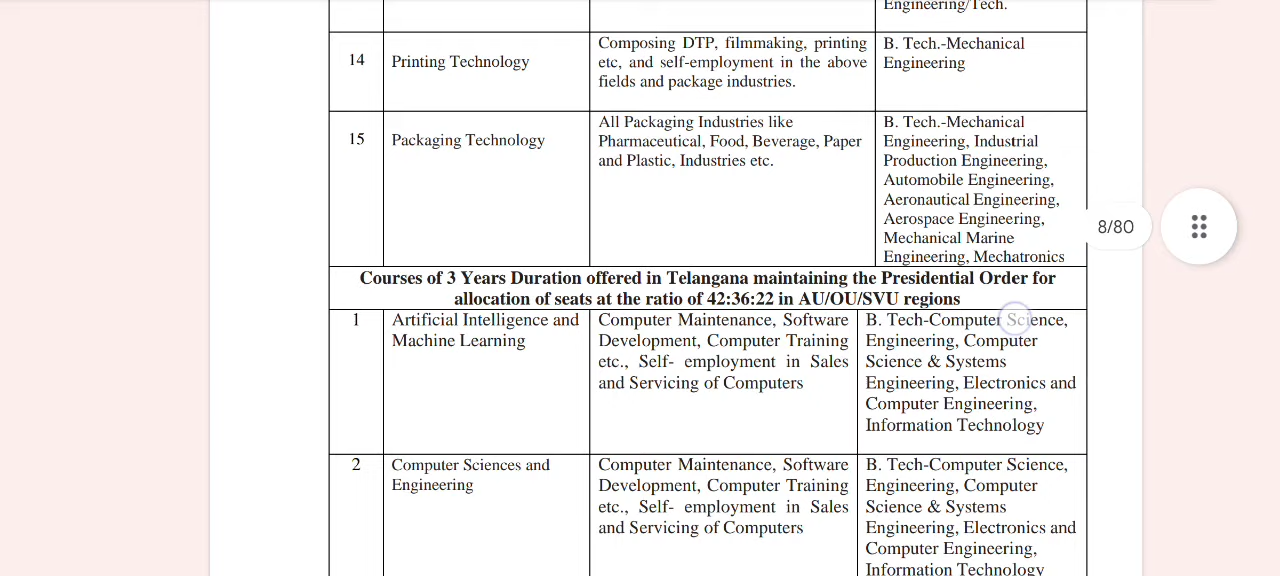 Engineering/Tech.
14
Printing Technology
Composing DTP, filmmaking, printing
etc, and self-employment in the above
fields and package industries.
B. Tech.-Mechanical
Engineering
15
Packaging Technology
All Packaging Industries like
Pharmaceutical, Food, Beverage, Paper
and Plastic, Industries etc.
B. Tech.-Mechanical
Engineering, Industrial
Production Engineering,
Automobile Engineering,
Aeronautical Engineering,
Aerospace Engineering,
Mechanical Marine
Engineering, Mechatronics
8/80
Courses of 3 Years Duration offered in Telangana maintaining the Presidential Order for
allocation of seats at the ratio of 42:36:22 in AU/OU/SVU regions
1
Artificial Intelligence and
Machine Learning
Computer Maintenance, Software
Development, Computer Training
etc., Self- employment in Sales
and Servicing of Computers
B. Tech-Computer Science,
Engineering, Computer
Science & Systems
Engineering, Electronics and
Computer Engineering,
Information Technology
2
Computer Sciences and
Engineering
Computer Maintenance, Software
Development, Computer Training
etc., Self- employment in Sales
and Servicing of Computers
B. Tech-Computer Science,
Engineering, Computer
Science & Systems
Engineering, Electronics and
Computer Engineering,
Information Technology